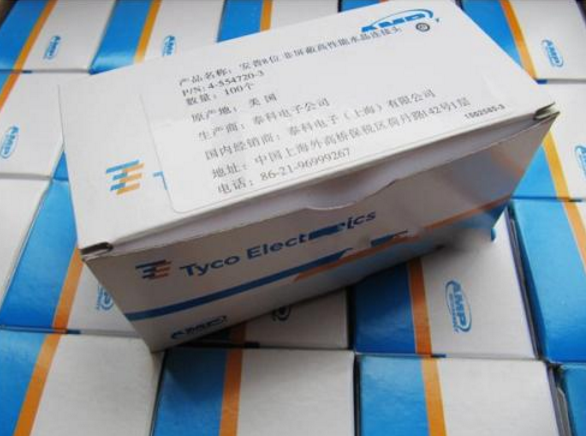 AMP
产品名称：安普8位非屏蔽高性能水晶连接头
P/N: 4-554720-3
数量：100个
原产地：美国
生产商：泰科电子公司
国内经销商：泰科电子（上海）有限公司
地址：中国上海外高桥保税区荷丹路142号1层
电话：86-21-96999267
1502585-3
Tyco Electronics
AMP
AMP
AMP